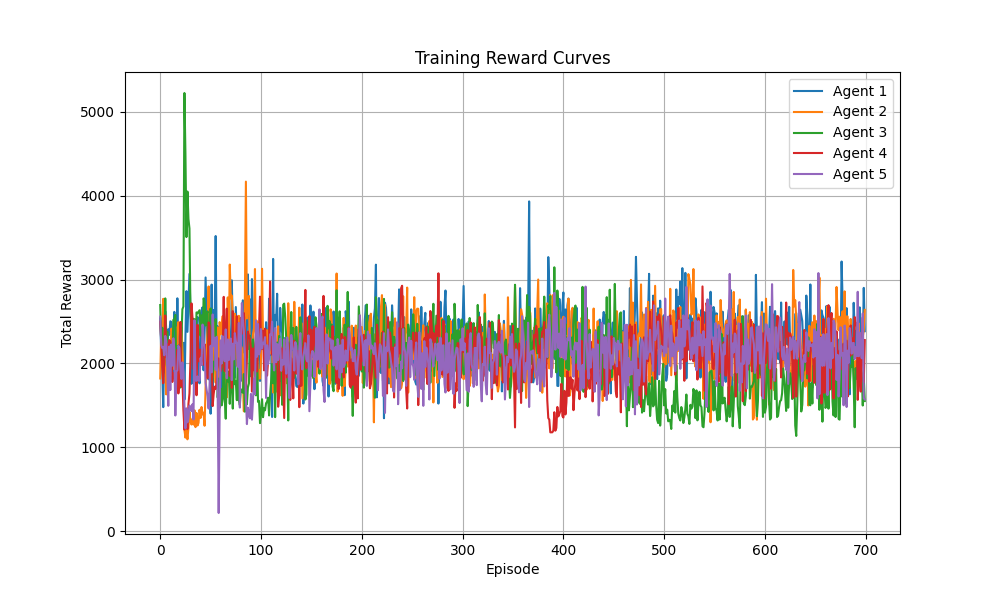 Training Reward Curves
Total Reward
5000
4000
3000
2000
1000
0
0 100 200 300 400 500 600 700
Episode
Agent 1
Agent 2
Agent 3
Agent 4
Agent 5